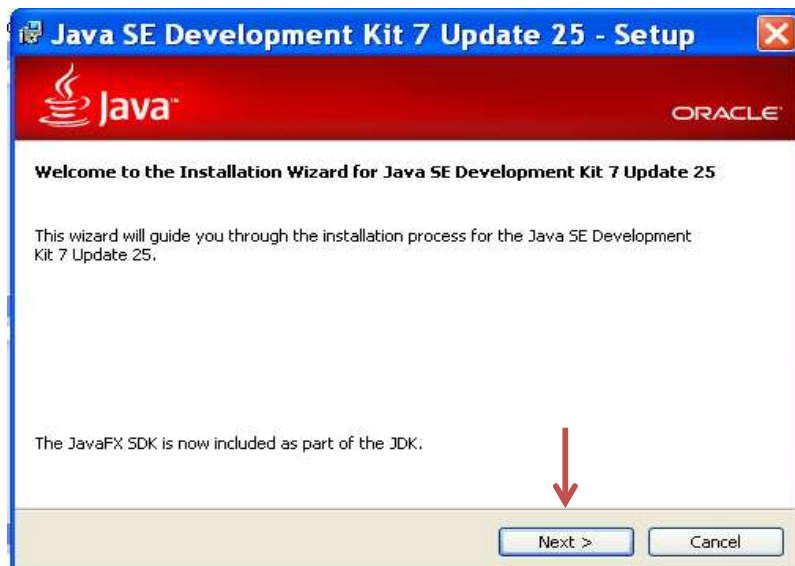 Java SE Development Kit 7 Update 25 - Setup
Java™
ORACLE®
Welcome to the Installation Wizard for Java SE Development Kit 7 Update 25
This wizard will guide you through the installation process for the Java SE Development
Kit 7 Update 25.
The JavaFX SDK is now included as part of the JDK.
Next >
Cancel